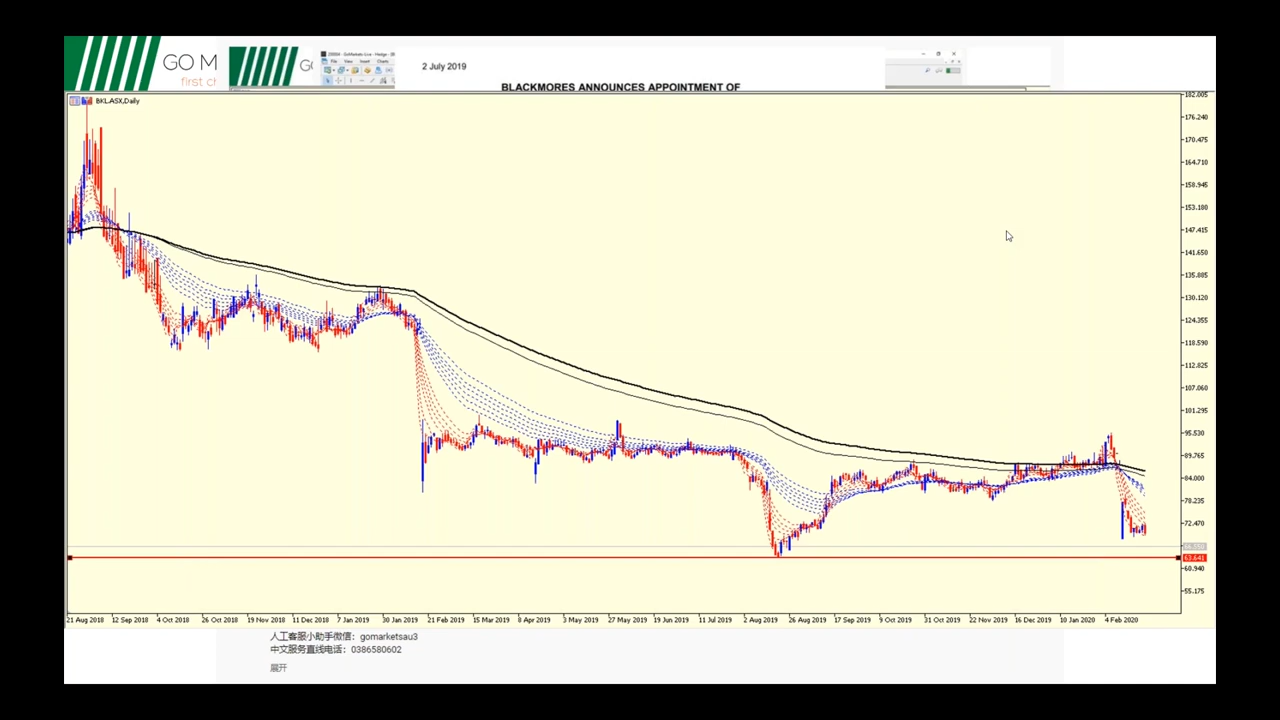 GO M
first ch
G
File View Insert Charts
2 July 2019
BLACKMORES ANNOUNCES APPOINTMENT OF
BKL.ASX,Daily
182.005
176.240
170.475
164.710
158.945
153.180
147.415
141.650
135.885
130.120
124.355
118.590
112.825
107.060
101.295
95.530
89.765
84.000
78.235
72.470
63.641
60.940
55.175
21 Aug 2018 12 Sep 2018 4 Oct 2018 26 Oct 2018 19 Nov 2018 11 Dec 2018 7 Jan 2019 30 Jan 2019 21 Feb 2019 15 Mar 2019 8 Apr 2019 3 May 2019 27 May 2019 19 Jun 2019 11 Jul 2019 2 Aug 2019 26 Aug 2019 17 Sep 2019 9 Oct 2019 31 Oct 2019 22 Nov 2019 16 Dec 2019 10 Jan 2020 4 Feb 2020
人工客服小助手微信：gomarketsau3
中文服务直线电话：0386580602
展开